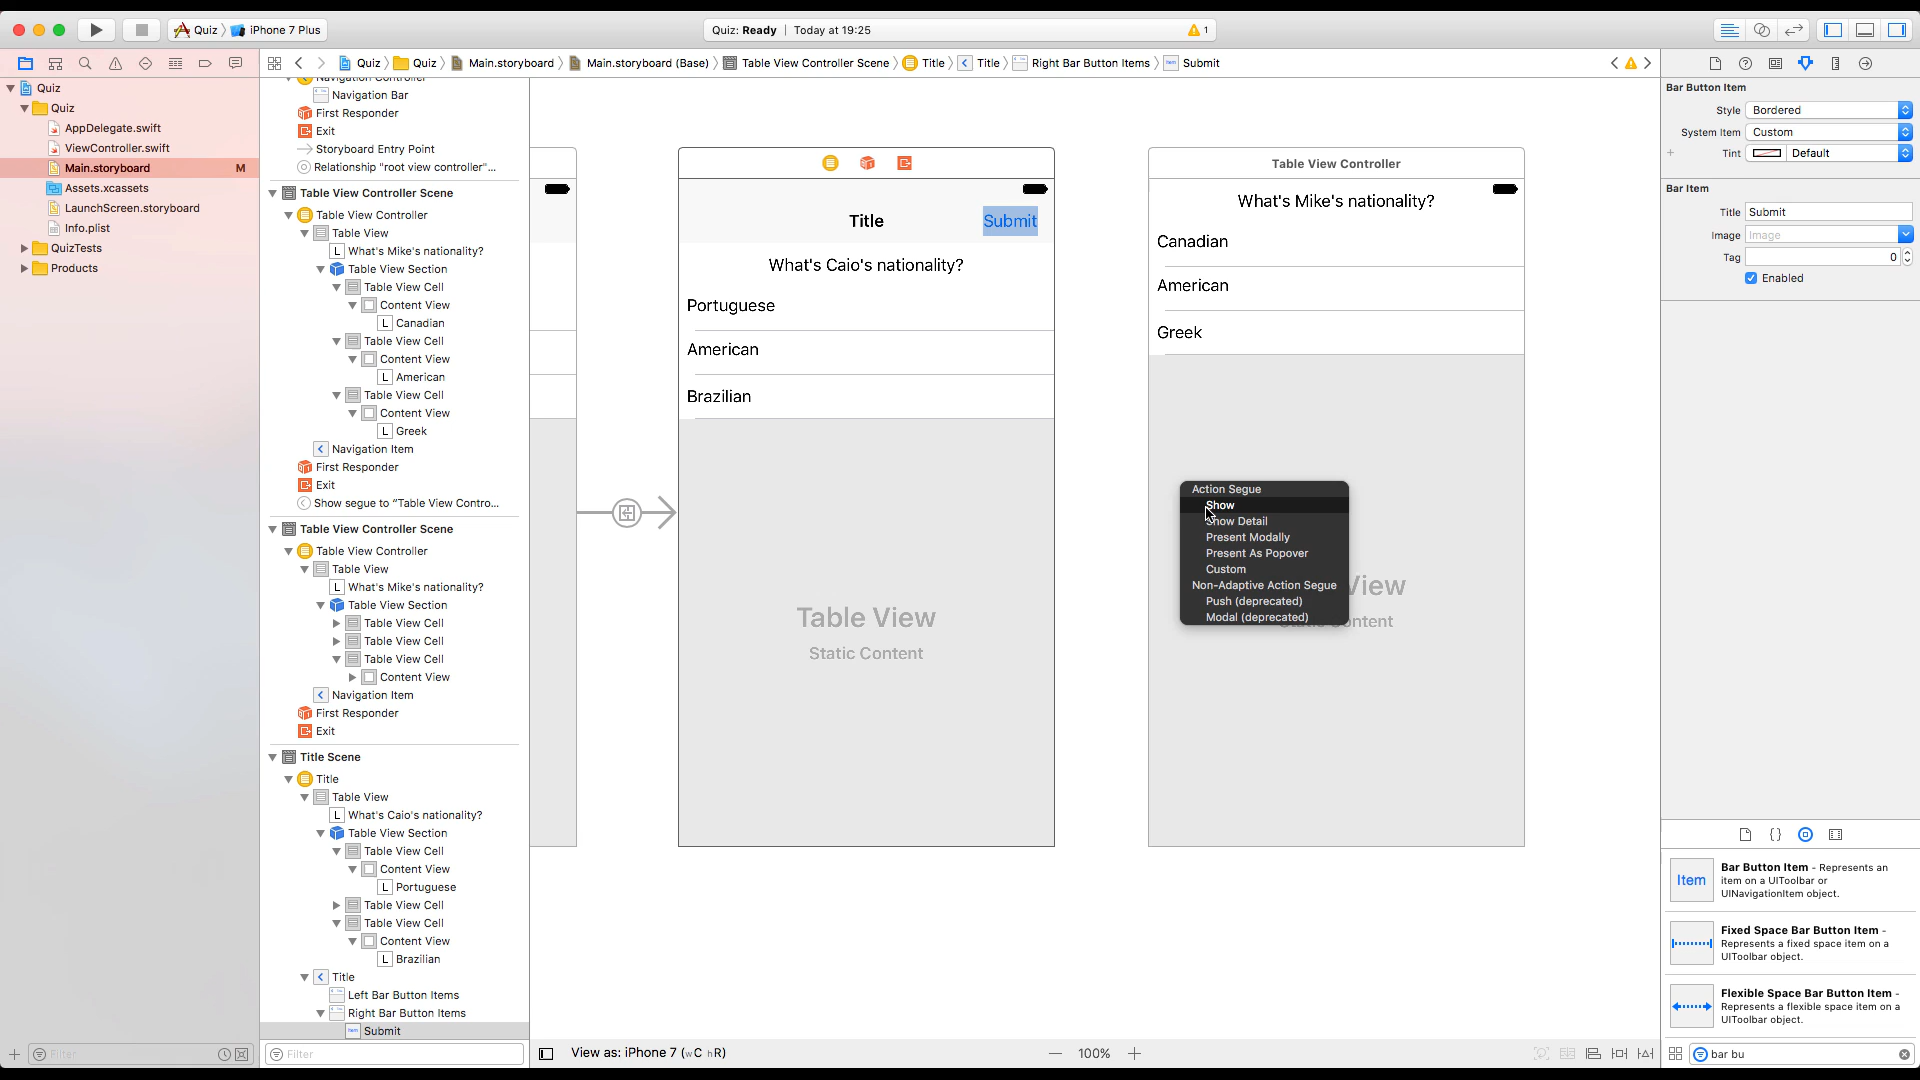 Quiz iPhone 7 Plus
Quiz: Ready Today at 19:25
1
Quiz Quiz Main.storyboard Main.storyboard (Base) Table View Controller Scene Title Title Right Bar Button Items Submit
Quiz
Quiz
AppDelegate.swift
ViewController.swift
Main.storyboard M
Assets.xcassets
LaunchScreen.storyboard
Info.plist
QuizTests
Products
Filter
Navigation Controller
Navigation Bar
First Responder
Exit
Storyboard Entry Point
Relationship "root view controller"...
Table View Controller Scene
Table View Controller
Table View
L What's Mike's nationality?
Table View Section
Table View Cell
Content View
L Canadian
Table View Cell
Content View
L American
Table View Cell
Content View
L Greek
Navigation Item
First Responder
Exit
Show segue to "Table View Contro...
Table View Controller Scene
Table View Controller
Table View
L What's Mike's nationality?
Table View Section
Table View Cell
Table View Cell
Table View Cell
Content View
Navigation Item
First Responder
Exit
Title Scene
Title
Table View
L What's Caio's nationality?
Table View Section
Table View Cell
Content View
L Portuguese
Table View Cell
Table View Cell
Content View
L Brazilian
Title
Left Bar Button Items
Right Bar Button Items
Submit
Filter
Title Submit
What's Caio's nationality?
Portuguese
American
Brazilian
Table View
Static Content
Table View Controller
What's Mike's nationality?
Canadian
American
Greek
View
Content
Action Segue
Show
Show Detail
Present Modally
Present As Popover
Custom
Non-Adaptive Action Segue
Push (deprecated)
Modal (deprecated)
View as: iPhone 7 (wC hR)
— 100% +
Bar Button Item
Style Bordered
System Item Custom
Tint Default
Bar Item
Title Submit
Image Image
Tag 0
Enabled
Item
Bar Button Item - Represents an
item on a UIToolbar or
UINavigationItem object.
Fixed Space Bar Button Item -
Represents a fixed space item on a
UIToolbar object.
Flexible Space Bar Button Item -
Represents a flexible space item on a
UIToolbar object.
bar bu